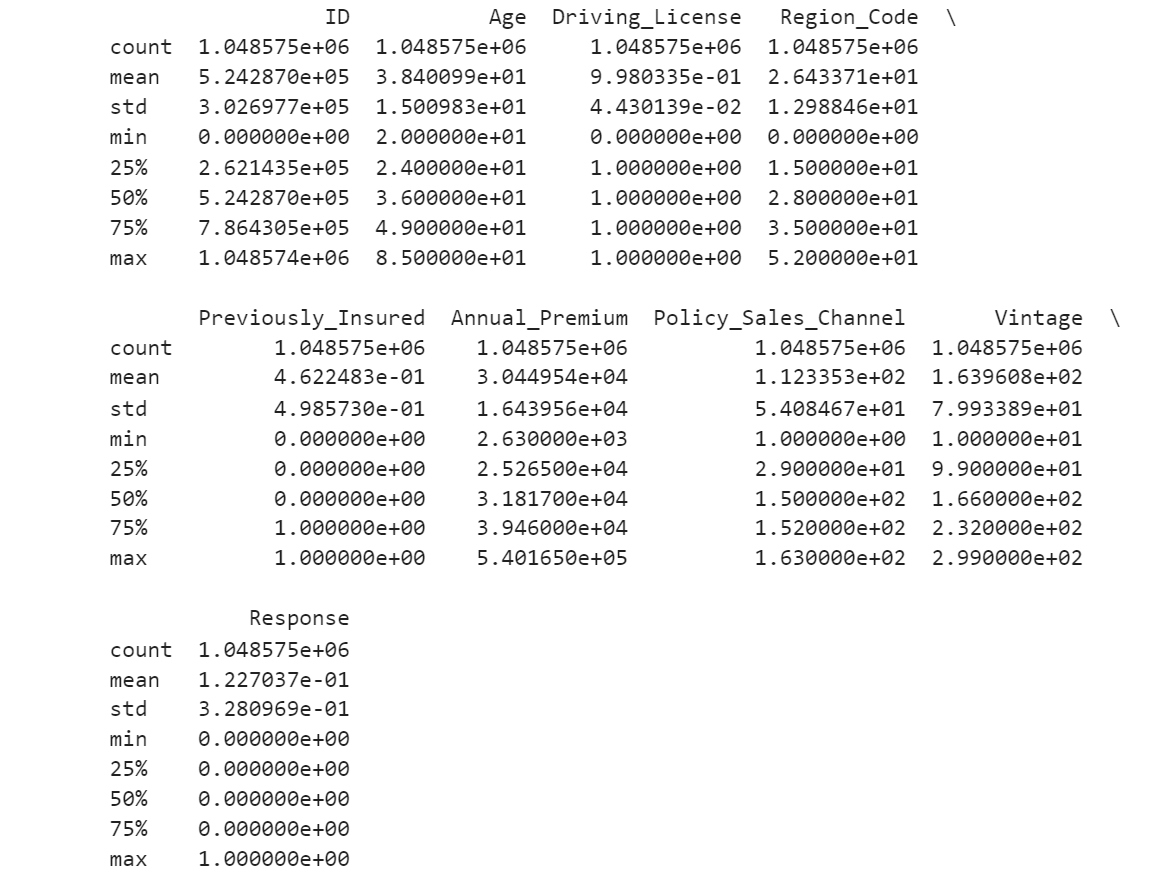 ID Age Driving_License Region_Code \
count 1.048575e+06 1.048575e+06 1.048575e+06 1.048575e+06
mean 5.242870e+05 3.840099e+01 9.980335e-01 2.643371e+01
std 3.026977e+05 1.500983e+01 4.430139e-02 1.298846e+01
min 0.000000e+00 2.000000e+01 0.000000e+00 0.000000e+00
25% 2.621435e+05 2.400000e+01 1.000000e+00 1.500000e+01
50% 5.242870e+05 3.600000e+01 1.000000e+00 2.800000e+01
75% 7.864305e+05 4.900000e+01 1.000000e+00 3.500000e+01
max 1.048574e+06 8.500000e+01 1.000000e+00 5.200000e+01
Previously_Insured Annual_Premium Policy_Sales_Channel Vintage \
count 1.048575e+06 1.048575e+06 1.048575e+06 1.048575e+06
mean 4.622483e-01 3.044954e+04 1.123353e+02 1.639608e+02
std 4.985730e-01 1.643956e+04 5.408467e+01 7.993389e+01
min 0.000000e+00 2.630000e+03 1.000000e+00 1.000000e+01
25% 0.000000e+00 2.526500e+04 2.900000e+01 9.900000e+01
50% 0.000000e+00 3.181700e+04 1.500000e+02 1.660000e+02
75% 1.000000e+00 3.946000e+04 1.520000e+02 2.320000e+02
max 1.000000e+00 5.401650e+05 1.630000e+02 2.990000e+02
Response
count 1.048575e+06
mean 1.227037e-01
std 3.280969e-01
min 0.000000e+00
25% 0.000000e+00
50% 0.000000e+00
75% 0.000000e+00
max 1.000000e+00